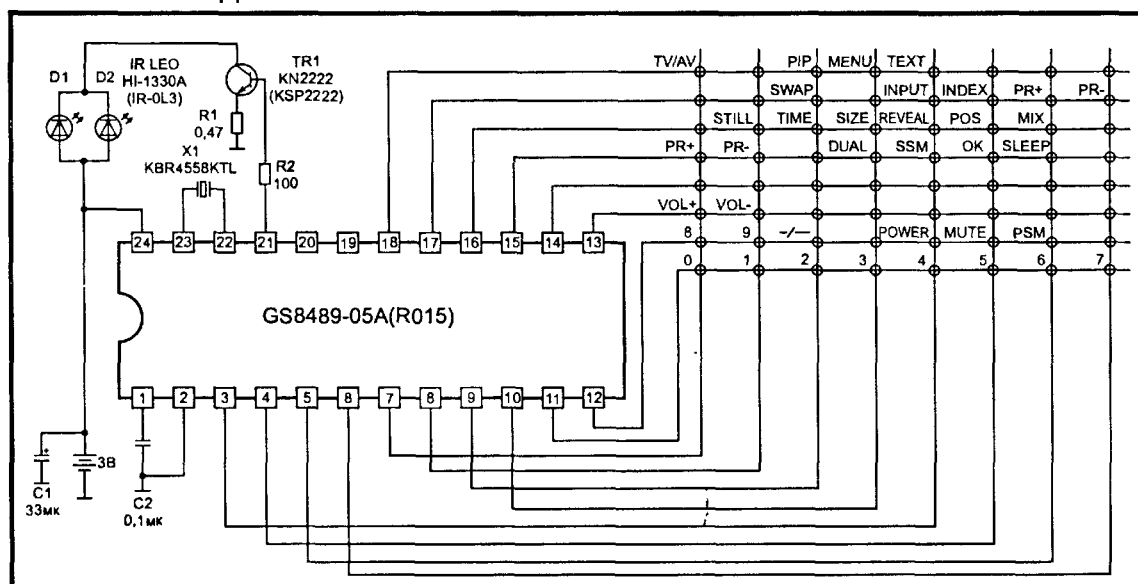 D1
D2
IR LEO
HI-1330A
(IR-0L3)
TR1
KN2222
(KSP2222)
R1
0,47
X1
KBR4558KTL
R2
100
TV/AV PIP MENU TEXT
SWAP INPUT INDEX PR+ PR-
STILL TIME SIZE REVEAL POS MIX
PR+ PR- DUAL SSM OK SLEEP
VOL+ VOL-
8 9 -/-- POWER MUTE PSM
0 1 2 3 4 5 6 7
24 23 22 21 20 19 18 17 16 15 14 13
GS8489-05A(R015)
1 2 3 4 5 8 7 8 9 10 11 12
3В
C1
33мк
C2
0,1мк